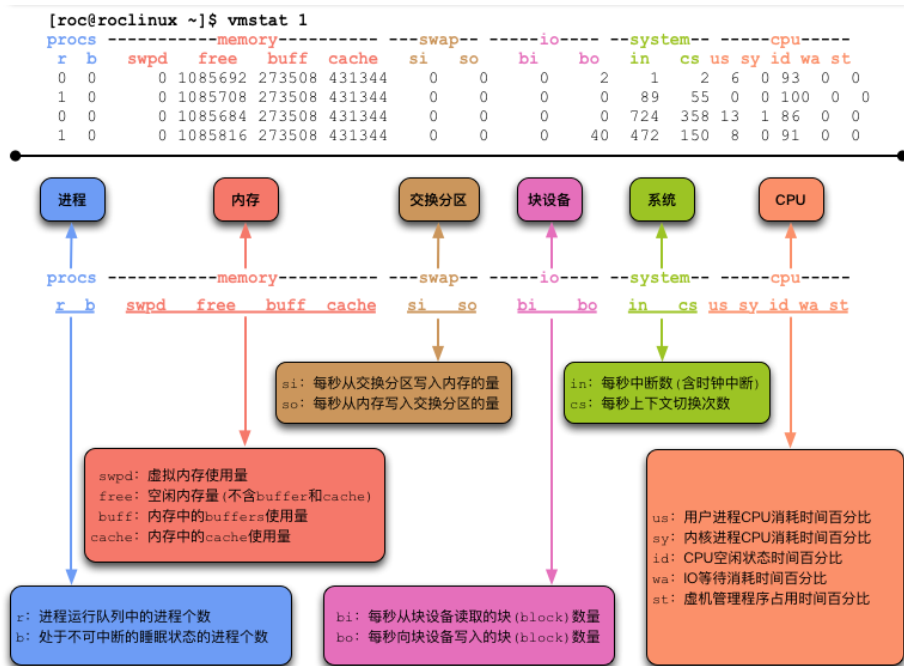 [roc@roclinux ~]$ vmstat 1
procs -----------memory---------- ---swap-- -----io---- --system-- -----cpu-----
r b swpd free buff cache si so bi bo in cs us sy id wa st
0 0 0 1085692 273508 431344 0 0 0 2 1 2 6 0 93 0 0
1 0 0 1085708 273508 431344 0 0 0 0 89 55 0 0 100 0 0
0 0 0 1085684 273508 431344 0 0 0 0 724 358 13 1 86 0 0
1 0 0 1085816 273508 431344 0 0 0 40 472 150 8 0 91 0 0
进程 内存 交换分区 块设备 系统 CPU
procs -----------memory---------- ---swap-- -----io---- --system-- -----cpu-----
r b swpd free buff cache si so bi bo in cs us sy id wa st
si: 每秒从交换分区写入内存的量
so: 每秒从内存写入交换分区的量
in: 每秒中断数(含时钟中断)
cs: 每秒上下文切换次数
swpd: 虚拟内存使用量
free: 空闲内存量(不含buffer和cache)
buff: 内存中的buffers使用量
cache: 内存中的cache使用量
us: 用户进程CPU消耗时间百分比
sy: 内核进程CPU消耗时间百分比
id: CPU空闲状态时间百分比
wa: IO等待消耗时间百分比
st: 虚机管理程序占用时间百分比
r: 进程运行队列中的进程个数
b: 处于不可中断的睡眠状态的进程个数
bi: 每秒从块设备读取的块(block)数量
bo: 每秒向块设备写入的块(block)数量